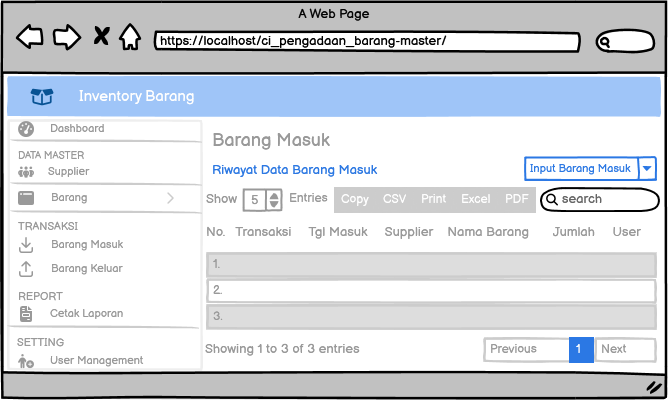 A Web Page
https://localhost/ci_pengadaan_barang-master/
Inventory Barang
Dashboard
DATA MASTER
Supplier
Barang
TRANSAKSI
Barang Masuk
Barang Keluar
REPORT
Cetak Laporan
SETTING
User Management
Barang Masuk
Riwayat Data Barang Masuk
Input Barang Masuk
Show 5 Entries Copy CSV Print Excel PDF search
No. Transaksi Tgl Masuk Supplier Nama Barang Jumlah User
1.
2.
3.
Showing 1 to 3 of 3 entries
Previous 1 Next